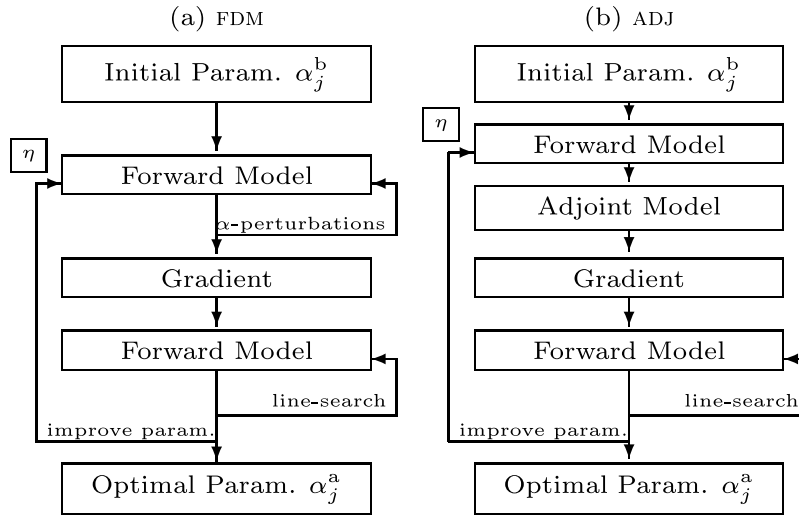 (a) FDM
Initial Param. α_j^b
η
Forward Model
α-perturbations
Gradient
Forward Model
line-search
improve param.
Optimal Param. α_j^a
(b) ADJ
Initial Param. α_j^b
η
Forward Model
Adjoint Model
Gradient
Forward Model
line-search
improve param.
Optimal Param. α_j^a